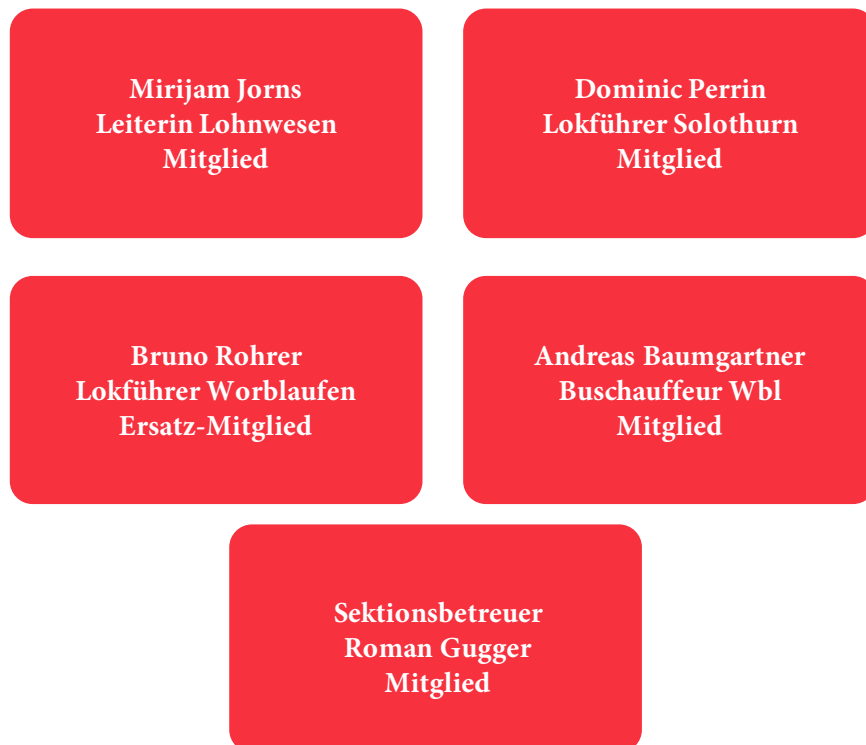 Mirijam Jorns
Leiterin Lohnwesen
Mitglied
Dominic Perrin
Lokführer Solothurn
Mitglied
Bruno Rohrer
Lokführer Worblaufen
Ersatz-Mitglied
Andreas Baumgartner
Buschauffeur Wbl
Mitglied
Sektionsbetreuer
Roman Gugger
Mitglied